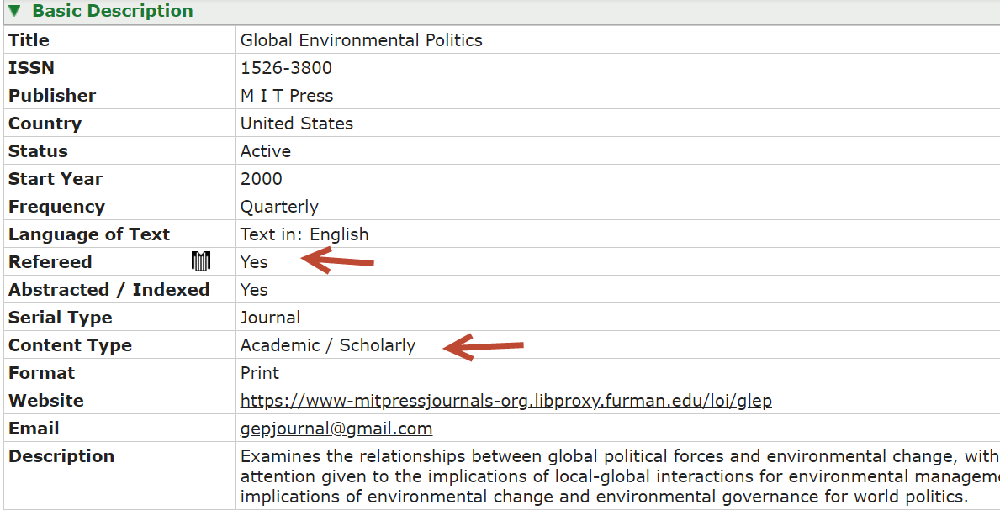 ▼ Basic Description
Title Global Environmental Politics
ISSN 1526-3800
Publisher M I T Press
Country United States
Status Active
Start Year 2000
Frequency Quarterly
Language of Text Text in: English
Refereed Yes
Abstracted / Indexed Yes
Serial Type Journal
Content Type Academic / Scholarly
Format Print
Website https://www-mitpressjournals-org.libproxy.furman.edu/loi/glep
Email gepjournal@gmail.com
Description Examines the relationships between global political forces and environmental change, with
attention given to the implications of local-global interactions for environmental
implications of environmental change and environmental governance for world politics.